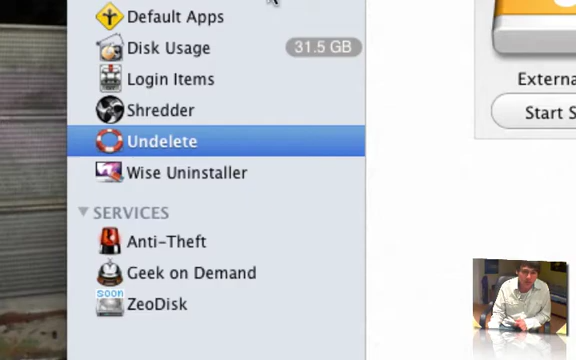 Default Apps
Disk Usage 31.5 GB
Login Items
Shredder
Undelete
Wise Uninstaller
SERVICES
Anti-Theft
Geek on Demand
soon
ZeoDisk
Externa
Start S